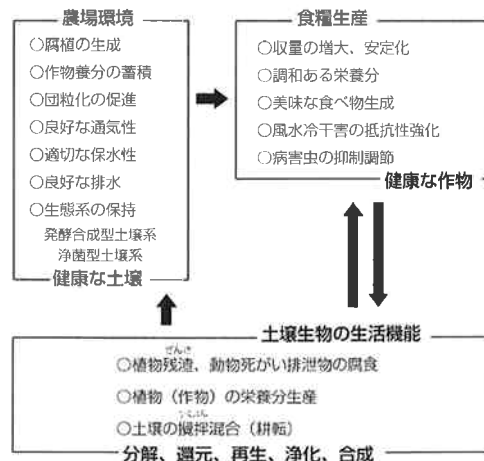 農場環境
○腐植の生成
○作物養分の蓄積
○団粒化の促進
○良好な通気性
○適切な保水性
○良好な排水
○生態系の保持
発酵合成型土壌系
浄菌型土壌系
健康な土壌
食糧生産
○収量の増大、安定化
○調和ある栄養分
○美味な食べ物生成
○風水冷干害の抵抗性強化
○病害虫の抑制調節
健康な作物
土壌生物の生活機能
ざんさ
○植物残渣、動物死がい排泄物の腐食
○植物（作物）の栄養分生産
かくはん
○土壌の攪拌混合（耕転）
分解、還元、再生、浄化、合成